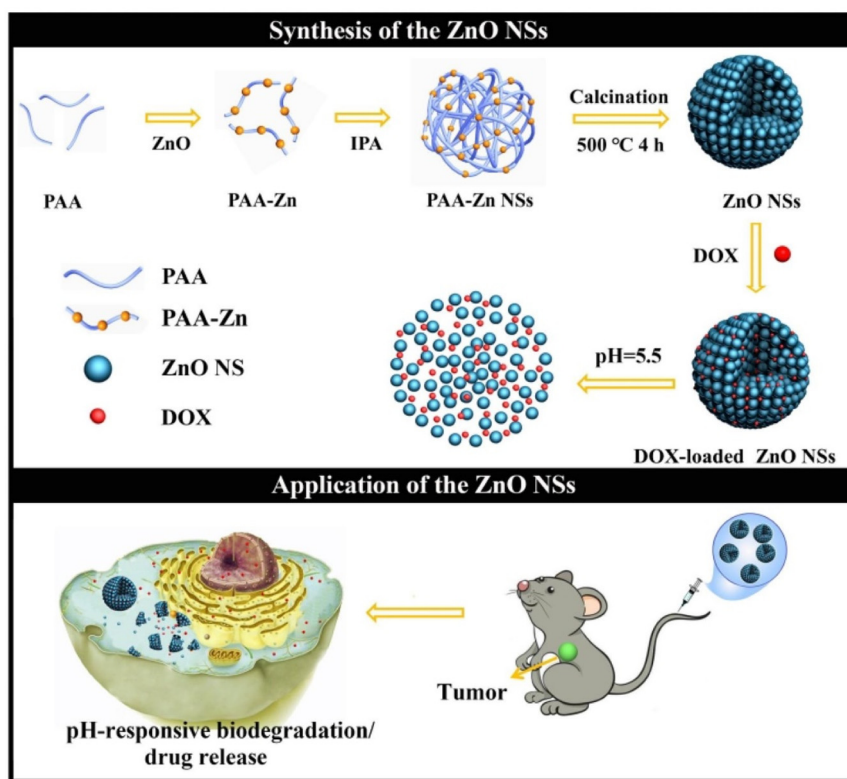 Synthesis of the ZnO NSs
ZnO
IPA
Calcination
500 °C 4 h
PAA
PAA-Zn
PAA-Zn NSs
ZnO NSs
DOX
PAA
PAA-Zn
ZnO NS
DOX
pH=5.5
DOX-loaded ZnO NSs
Application of the ZnO NSs
Tumor
pH-responsive biodegradation/
drug release